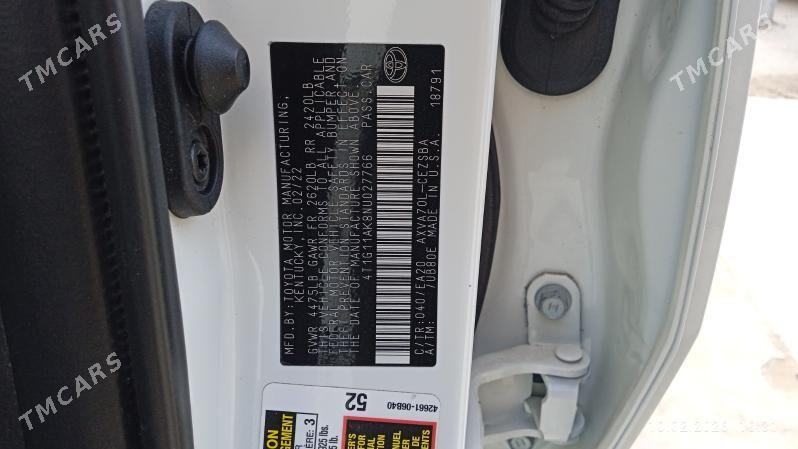 MFD.BY: TOYOTA MOTOR MANUFACTURING,
KENTUCKY, INC. 02/22
GVWR 4475LB GAWR FR 2620LB RR 2420LB
THIS VEHICLE CONFORMS TO ALL APPLICABLE
FEDERAL MOTOR VEHICLE SAFETY, BUMPER, AND
THEFT PREVENTION STANDARDS IN EFFECT ON
THE DATE OF MANUFACTURE SHOWN ABOVE.
4T1G11AK8NU027766 PASS.CAR
C/TR:040/EA20 AXVA70L-CEZSBA
A/TM: 7UB80E MADE IN U.S.A. 18791
42661-06B40
52
TMCARS
TMCARS
TMCARS
TMCARS